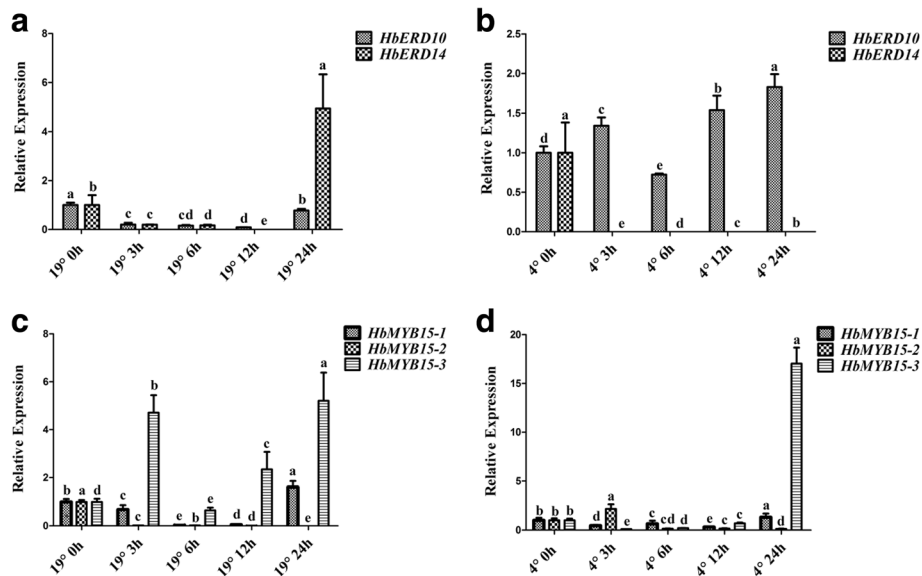 a
HbERD10
HbERD14
Relative Expression
8
6
4
2
0
a b c c cd d d e b a
19° 0h 19° 3h 19° 6h 19° 12h 19° 24h
b
HbERD10
HbERD14
Relative Expression
2.5
2.0
1.5
1.0
0.5
0.0
d a c e e d b c a b
4° 0h 4° 3h 4° 6h 4° 12h 4° 24h
c
HbMYB15-1
HbMYB15-2
HbMYB15-3
Relative Expression
8
6
4
2
0
b a d c c b e b e d d c a e a
19° 0h 19° 3h 19° 6h 19° 12h 19° 24h
d
HbMYB15-1
HbMYB15-2
HbMYB15-3
Relative Expression
20
15
10
5
0
b b b d a e c cd d e c c a d a
4° 0h 4° 3h 4° 6h 4° 12h 4° 24h